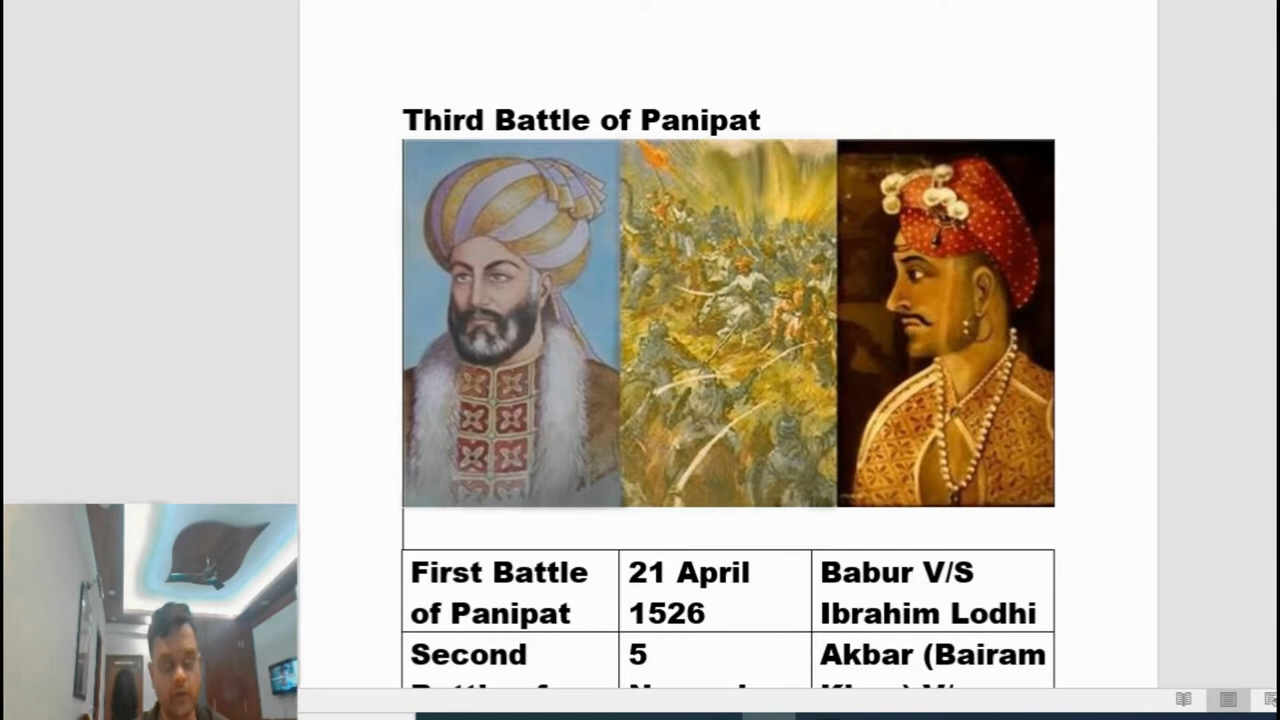 Third Battle of Panipat
First Battle
of Panipat
21 April
1526
Babur V/S
Ibrahim Lodhi
Second
5
Akbar (Bairam